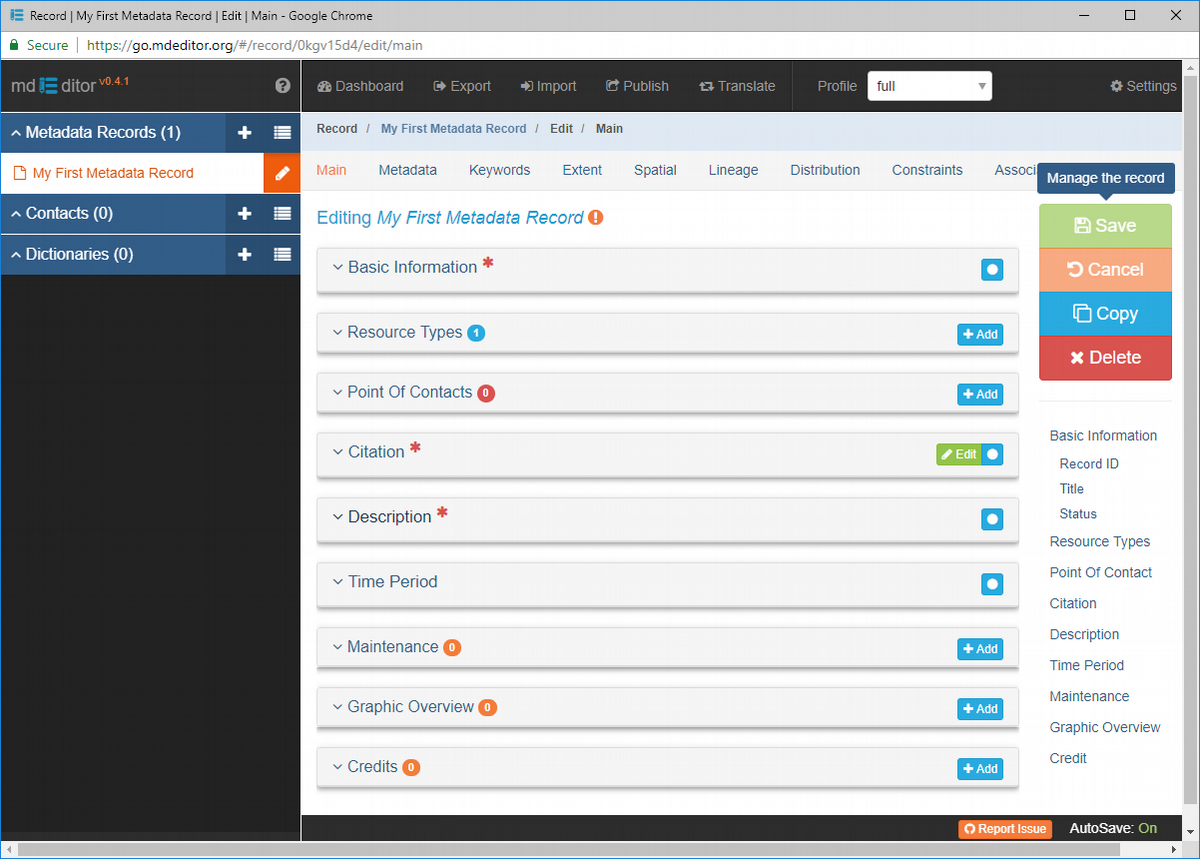 Record | My First Metadata Record | Edit | Main - Google Chrome
Secure | https://go.mdeditor.org/#/record/0kgv15d4/edit/main
mdEditor v0.4.1
Dashboard Export Import Publish Translate Profile full Settings
Metadata Records (1)
My First Metadata Record
Contacts (0)
Dictionaries (0)
Record / My First Metadata Record / Edit / Main
Main Metadata Keywords Extent Spatial Lineage Distribution Constraints Associ
Manage the record
Editing My First Metadata Record
Save
Cancel
Copy
Delete
Basic Information *
Resource Types 1 Add
Point Of Contacts 0 Add
Citation * Edit
Description *
Time Period
Maintenance 0 Add
Graphic Overview 0 Add
Credits 0 Add
Basic Information
Record ID
Title
Status
Resource Types
Point Of Contact
Citation
Description
Time Period
Maintenance
Graphic Overview
Credit
Report Issue AutoSave: On